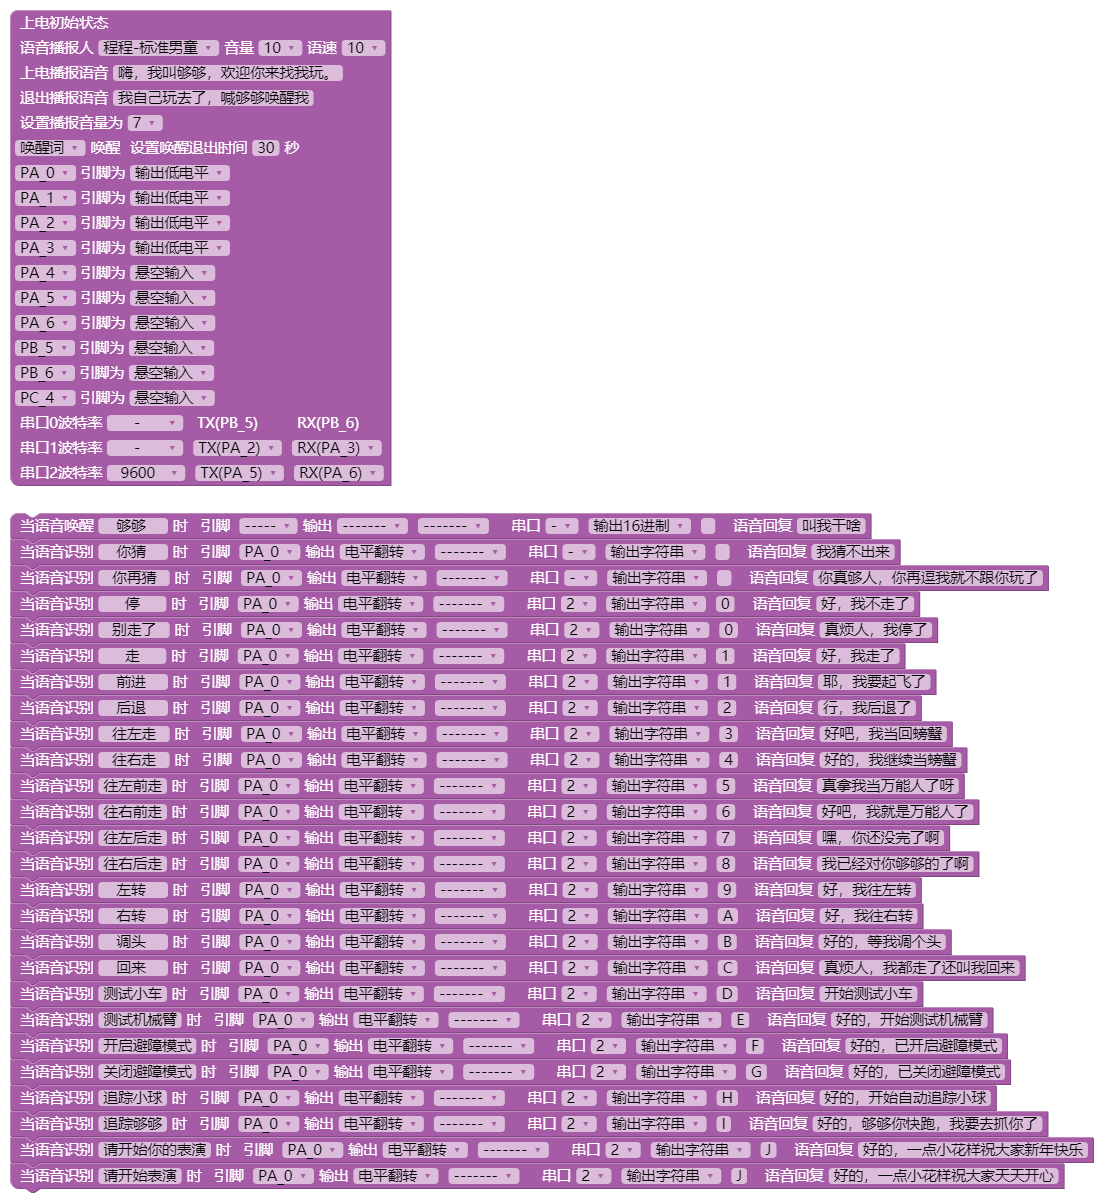 上电初始状态
语音播报人 程程-标准男童 音量 10 语速 10
上电播报语音 嗨，我叫够够，欢迎你来找我玩。
退出播报语音 我自己玩去了，喊够够唤醒我
设置播报音量为 7
唤醒词 唤醒 设置唤醒退出时间 30 秒
PA_0 引脚为 输出低电平
PA_1 引脚为 输出低电平
PA_2 引脚为 输出低电平
PA_3 引脚为 输出低电平
PA_4 引脚为 悬空输入
PA_5 引脚为 悬空输入
PA_6 引脚为 悬空输入
PB_5 引脚为 悬空输入
PB_6 引脚为 悬空输入
PC_4 引脚为 悬空输入
串口0波特率 - TX(PB_5) RX(PB_6)
串口1波特率 - TX(PA_2) RX(PA_3)
串口2波特率 9600 TX(PA_5) RX(PA_6)
当语音唤醒 够够 时 引脚 ----- 输出 ------- ------- 串口 - 输出16进制 语音回复 叫我干啥
当语音识别 你猜 时 引脚 PA_0 输出 电平翻转 ------- 串口 - 输出字符串 语音回复 我猜不出来
当语音识别 你再猜 时 引脚 PA_0 输出 电平翻转 ------- 串口 - 输出字符串 语音回复 你真够人，你再逗我就不跟你玩了
当语音识别 停 时 引脚 PA_0 输出 电平翻转 ------- 串口 2 输出字符串 0 语音回复 好，我不走了
当语音识别 别走了 时 引脚 PA_0 输出 电平翻转 ------- 串口 2 输出字符串 0 语音回复 真烦人，我停了
当语音识别 走 时 引脚 PA_0 输出 电平翻转 ------- 串口 2 输出字符串 1 语音回复 好，我走了
当语音识别 前进 时 引脚 PA_0 输出 电平翻转 ------- 串口 2 输出字符串 1 语音回复 耶，我要起飞了
当语音识别 后退 时 引脚 PA_0 输出 电平翻转 ------- 串口 2 输出字符串 2 语音回复 行，我后退了
当语音识别 往左走 时 引脚 PA_0 输出 电平翻转 ------- 串口 2 输出字符串 3 语音回复 好吧，我当回螃蟹
当语音识别 往右走 时 引脚 PA_0 输出 电平翻转 ------- 串口 2 输出字符串 4 语音回复 好的，我继续当螃蟹
当语音识别 往左前走 时 引脚 PA_0 输出 电平翻转 ------- 串口 2 输出字符串 5 语音回复 真拿我当万能人了呀
当语音识别 往右前走 时 引脚 PA_0 输出 电平翻转 ------- 串口 2 输出字符串 6 语音回复 好吧，我就是万能人了
当语音识别 往左后走 时 引脚 PA_0 输出 电平翻转 ------- 串口 2 输出字符串 7 语音回复 嘿，你还没完了啊
当语音识别 往右后走 时 引脚 PA_0 输出 电平翻转 ------- 串口 2 输出字符串 8 语音回复 我已经对你够够的了啊
当语音识别 左转 时 引脚 PA_0 输出 电平翻转 ------- 串口 2 输出字符串 9 语音回复 好，我往左转
当语音识别 右转 时 引脚 PA_0 输出 电平翻转 ------- 串口 2 输出字符串 A 语音回复 好，我往右转
当语音识别 调头 时 引脚 PA_0 输出 电平翻转 ------- 串口 2 输出字符串 B 语音回复 好的，等我调个头
当语音识别 回来 时 引脚 PA_0 输出 电平翻转 ------- 串口 2 输出字符串 C 语音回复 真烦人，我都走了还叫我回来
当语音识别 测试小车 时 引脚 PA_0 输出 电平翻转 ------- 串口 2 输出字符串 D 语音回复 开始测试小车
当语音识别 测试机械臂 时 引脚 PA_0 输出 电平翻转 ------- 串口 2 输出字符串 E 语音回复 好的，开始测试机械臂
当语音识别 开启避障模式 时 引脚 PA_0 输出 电平翻转 ------- 串口 2 输出字符串 F 语音回复 好的，已开启避障模式
当语音识别 关闭避障模式 时 引脚 PA_0 输出 电平翻转 ------- 串口 2 输出字符串 G 语音回复 好的，已关闭避障模式
当语音识别 追踪小球 时 引脚 PA_0 输出 电平翻转 ------- 串口 2 输出字符串 H 语音回复 好的，开始自动追踪小球
当语音识别 追踪够够 时 引脚 PA_0 输出 电平翻转 ------- 串口 2 输出字符串 I 语音回复 好的，够够你快跑，我要去抓你了
当语音识别 请开始你的表演 时 引脚 PA_0 输出 电平翻转 ------- 串口 2 输出字符串 J 语音回复 好的，一点小花样祝大家新年快乐
当语音识别 请开始表演 时 引脚 PA_0 输出 电平翻转 ------- 串口 2 输出字符串 J 语音回复 好的，一点小花样祝大家天天开心